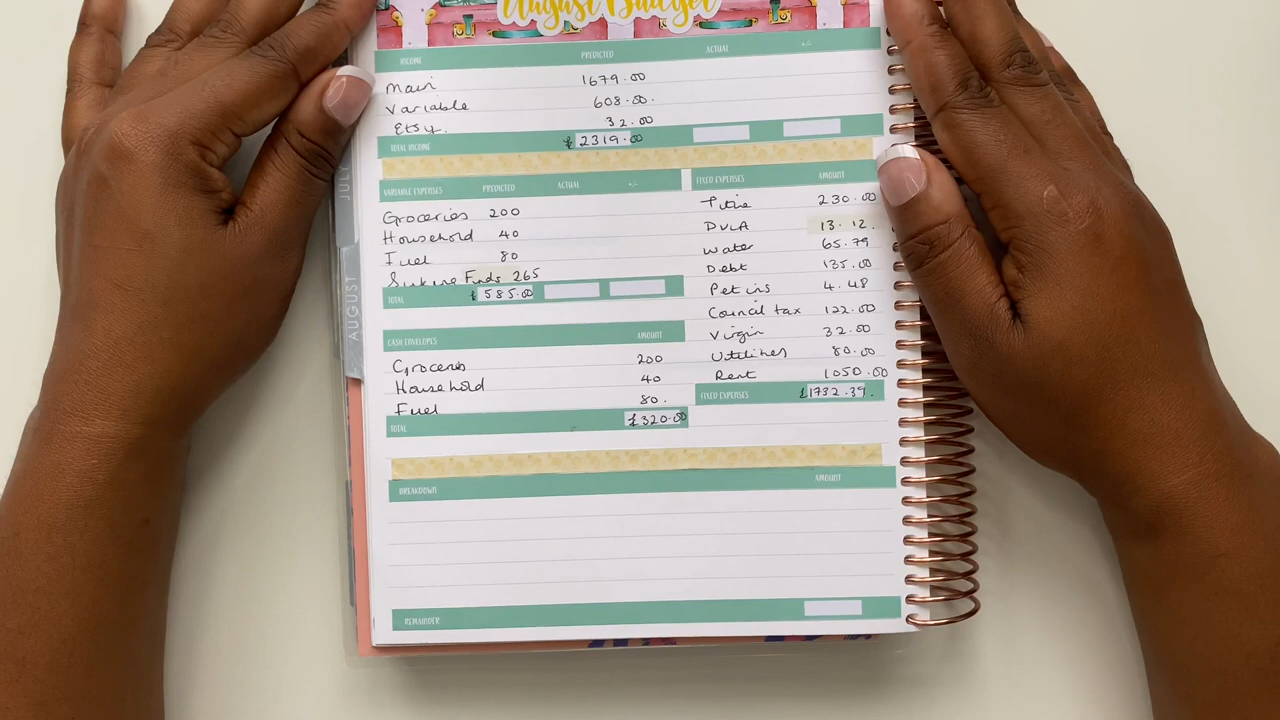 August Budget
INCOME PREDICTED ACTUAL +/-
Main 1679.00
Variable 608.00.
Etsy. 32.00
TOTAL INCOME £2319.00
VARIABLE EXPENSES PREDICTED ACTUAL +/-
Groceries 200
Household 40
Fuel 80
Sinking Funds 265
TOTAL £585.00
CASH ENVELOPES AMOUNT
Groceries 200
Household 40
Fuel 80.
TOTAL £320.00
FIXED EXPENSES AMOUNT
Tithe 230.00
DVLA 13.12.
Water 65.79
Debt 135.00
Pet ins 4.48
Council tax 122.00
Virgin 32.00
Utilities 80.00
Rent 1050.00
FIXED EXPENSES £1732.39.
BREAKDOWN AMOUNT
REMAINDER
JULY
AUGUST